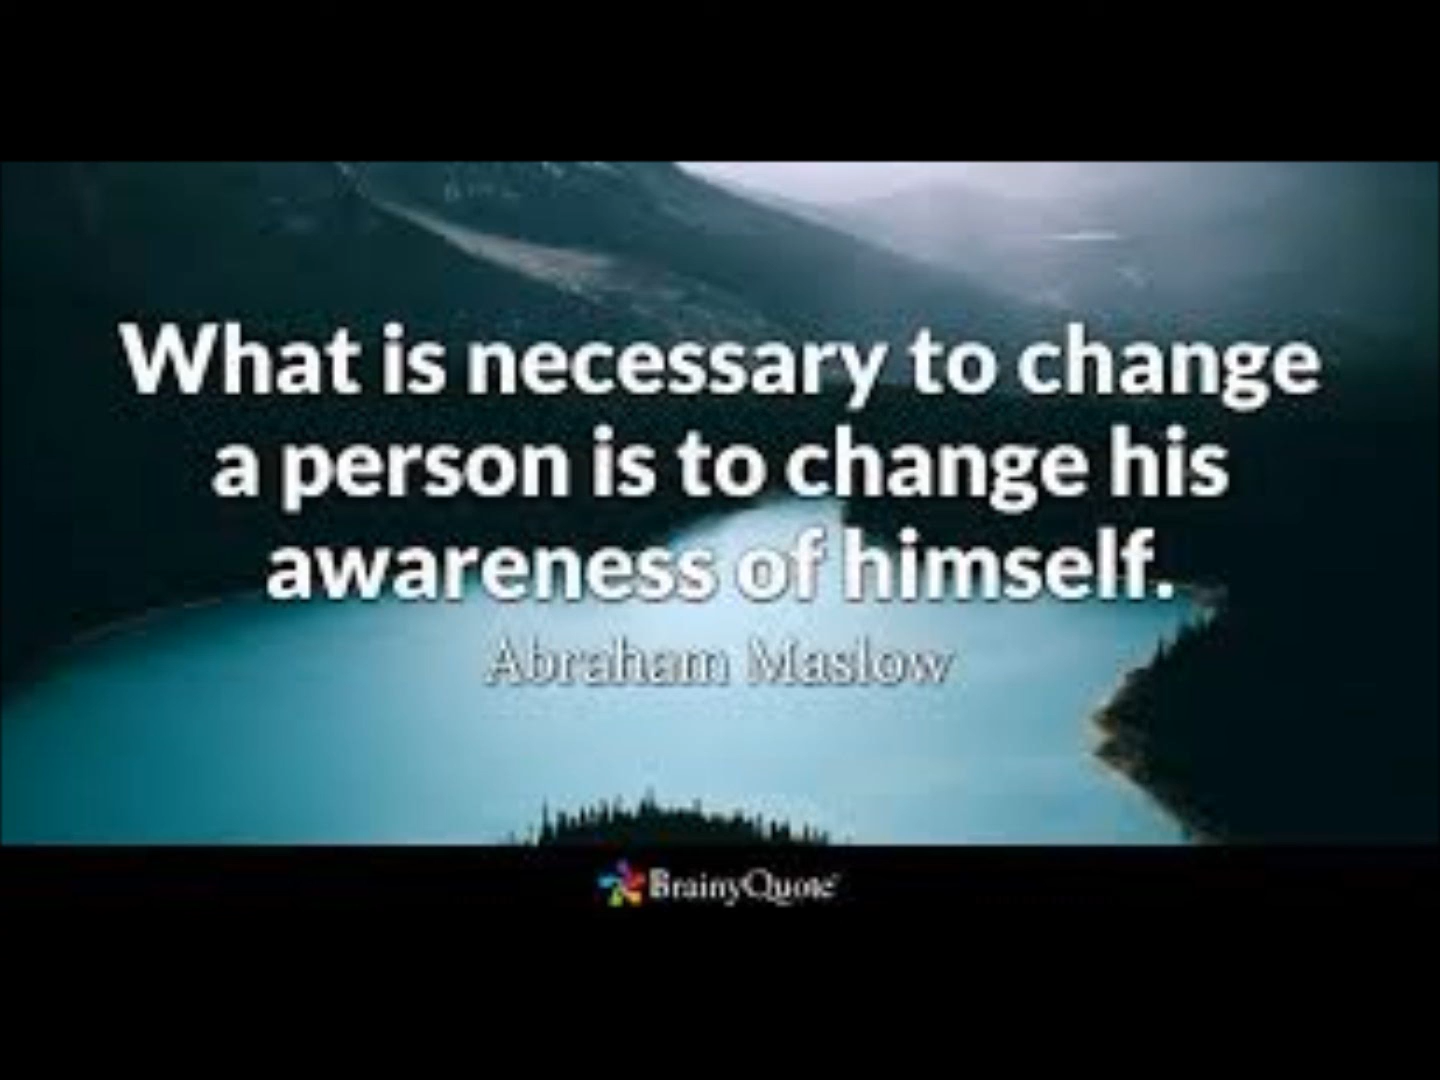 What is necessary to change
a person is to change his
awareness of himself.
Abraham Maslow
BrainyQuote